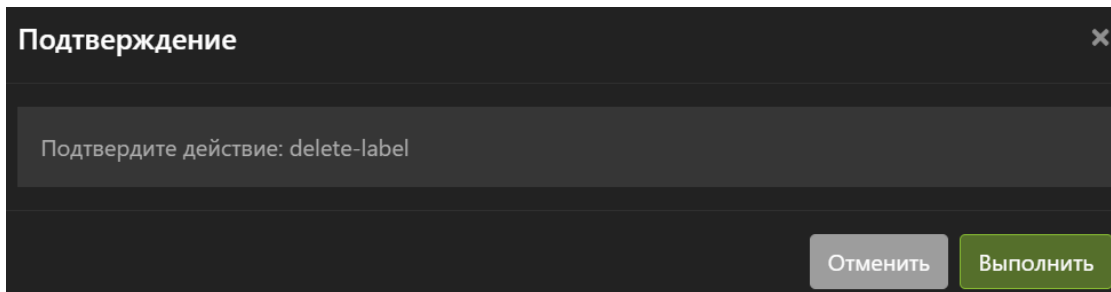 Подтверждение
Подтвердите действие: delete-label
Отменить Выполнить